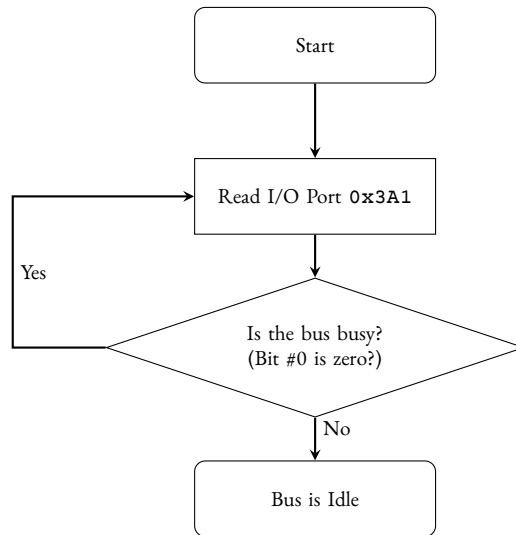 Start
Read I/O Port 0x3A1
Yes
Is the bus busy?
(Bit #0 is zero?)
No
Bus is Idle